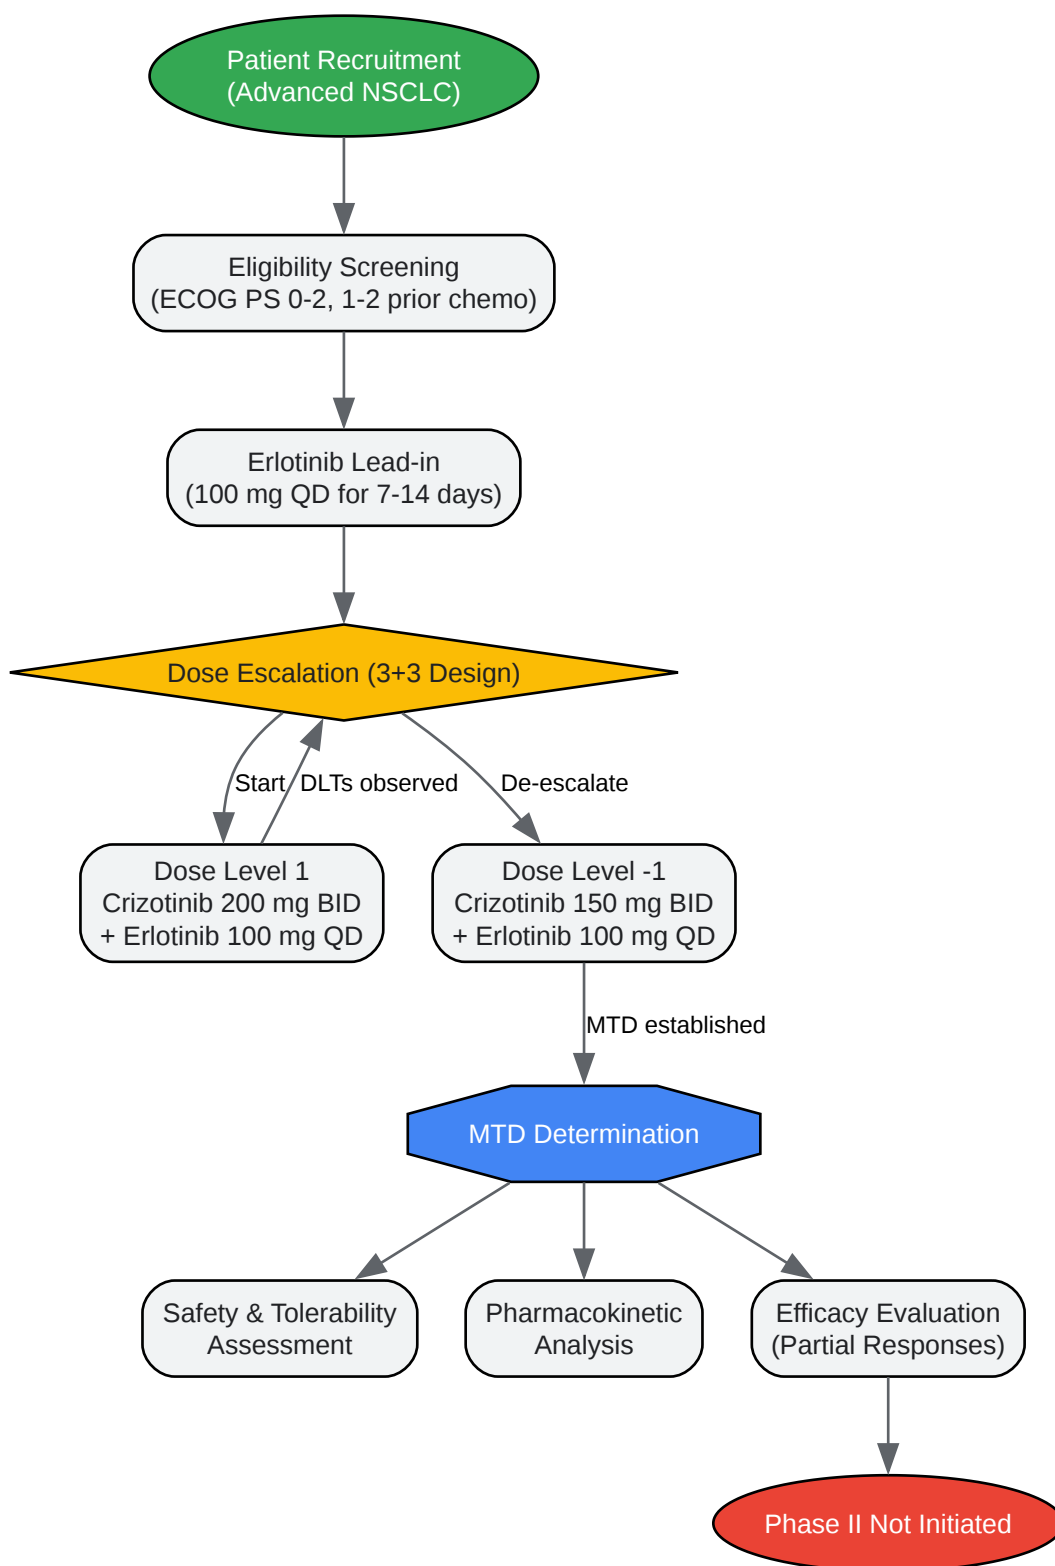 Patient Recruitment
(Advanced NSCLC)
Eligibility Screening
(ECOG PS 0-2, 1-2 prior chemo)
Erlotinib Lead-in
(100 mg QD for 7-14 days)
Dose Escalation (3+3 Design)
Start
DLTs observed
De-escalate
Dose Level 1
Crizotinib 200 mg BID
+ Erlotinib 100 mg QD
Dose Level -1
Crizotinib 150 mg BID
+ Erlotinib 100 mg QD
MTD established
MTD Determination
Safety & Tolerability
Assessment
Pharmacokinetic
Analysis
Efficacy Evaluation
(Partial Responses)
Phase II Not Initiated